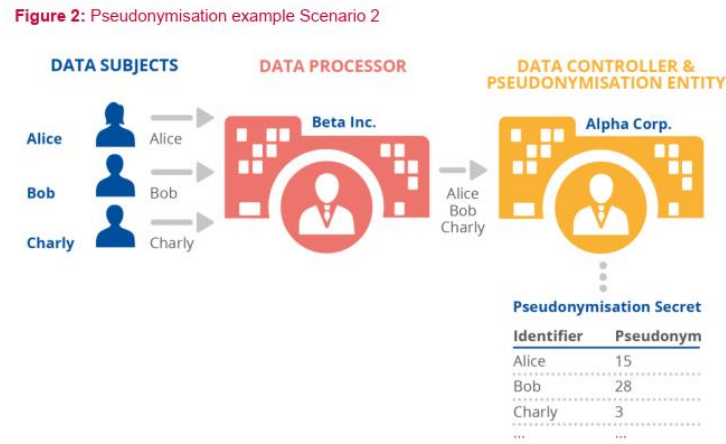 Figure 2: Pseudonymisation example Scenario 2
DATA SUBJECTS
DATA PROCESSOR
DATA CONTROLLER &
PSEUDONYMISATION ENTITY
Alice
Alice
Bob
Bob
Charly
Charly
Beta Inc.
Alice
Bob
Charly
Alpha Corp.
Pseudonymisation Secret
Identifier Pseudonym
Alice 15
Bob 28
Charly 3
... ...